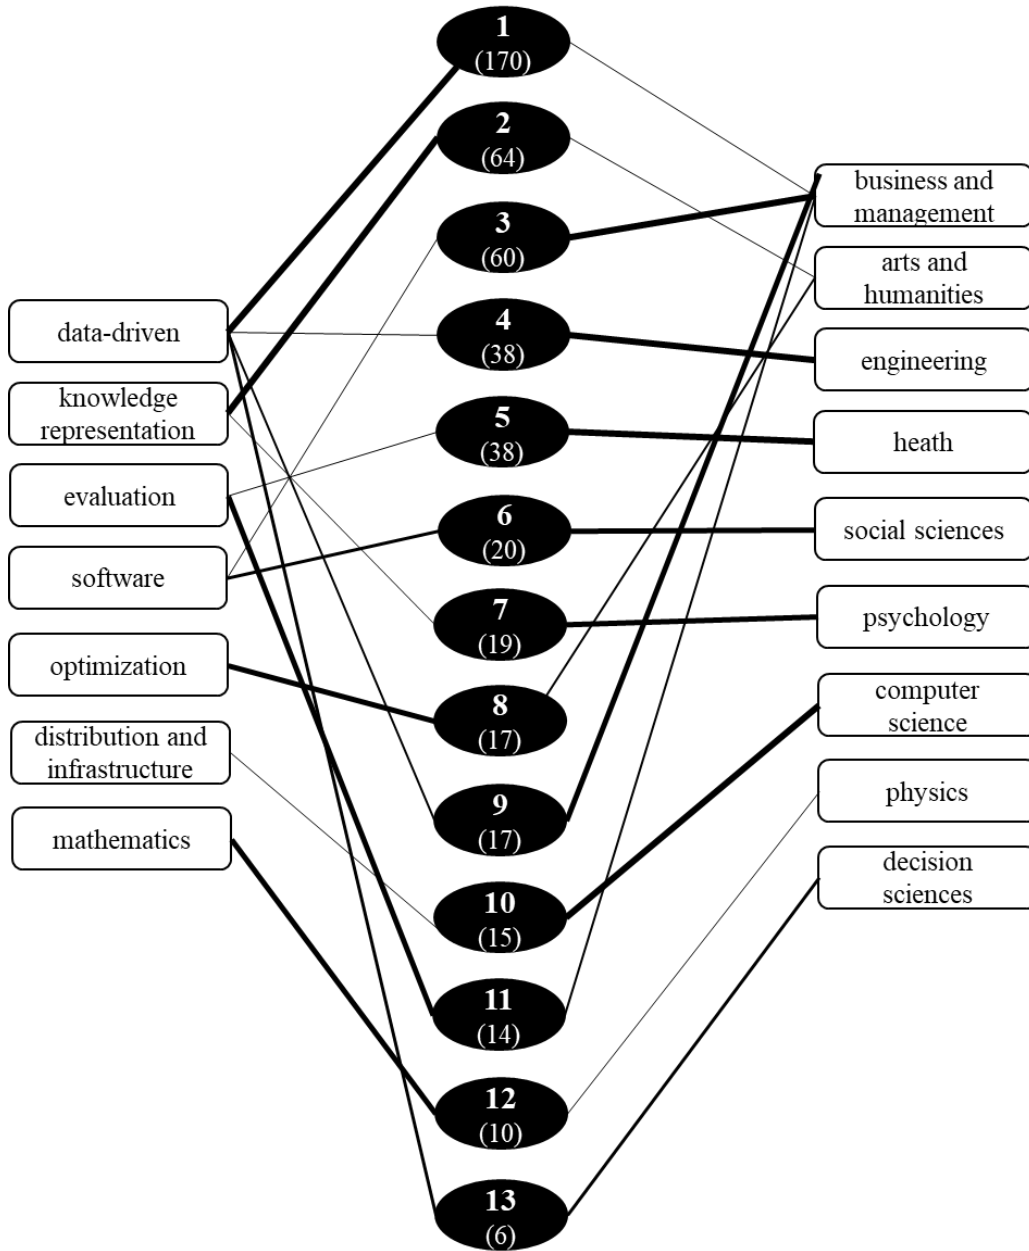 1
(170)
2
(64)
3
(60)
4
(38)
5
(38)
6
(20)
7
(19)
8
(17)
9
(17)
10
(15)
11
(14)
12
(10)
13
(6)
data-driven
knowledge
representation
evaluation
software
optimization
distribution and
infrastructure
mathematics
business and
management
arts and
humanities
engineering
heath
social sciences
psychology
computer
science
physics
decision
sciences